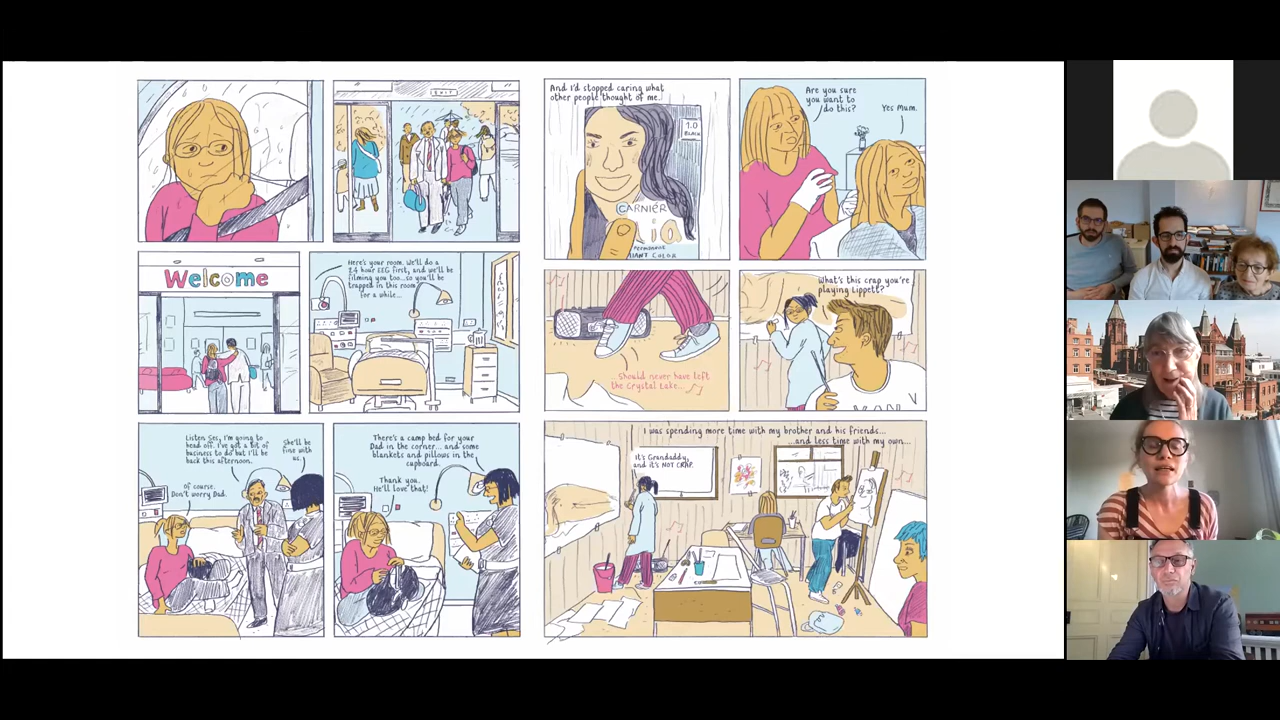 EXIT
Welcome
Here's your room. We'll do a
24 hour EEG first, and we'll be
filming you too...so you'll be
trapped in this room
for a while...
Listen Ses, I'm going to
head off. I've got a bit of
business to do but I'll be
back this afternoon.
She'll be
fine with
us.
Of course.
Don't worry Dad.
There's a camp bed for your
Dad in the corner... and some
blankets and pillows in the
cupboard.
Thank you.
He'll love that!
And I'd stopped caring what
other people thought of me..
1.0
BLACK
CARNIÉR
PERMANENT
Are you sure
you want to
do this?
Yes Mum.
Should never have left
the Crystal Lake...
What's this crap you're
playing Lippett?
I was spending more time with my brother and his friends...
...and less time with my own...
It's Grandaddy,
and it's NOT CRAP.